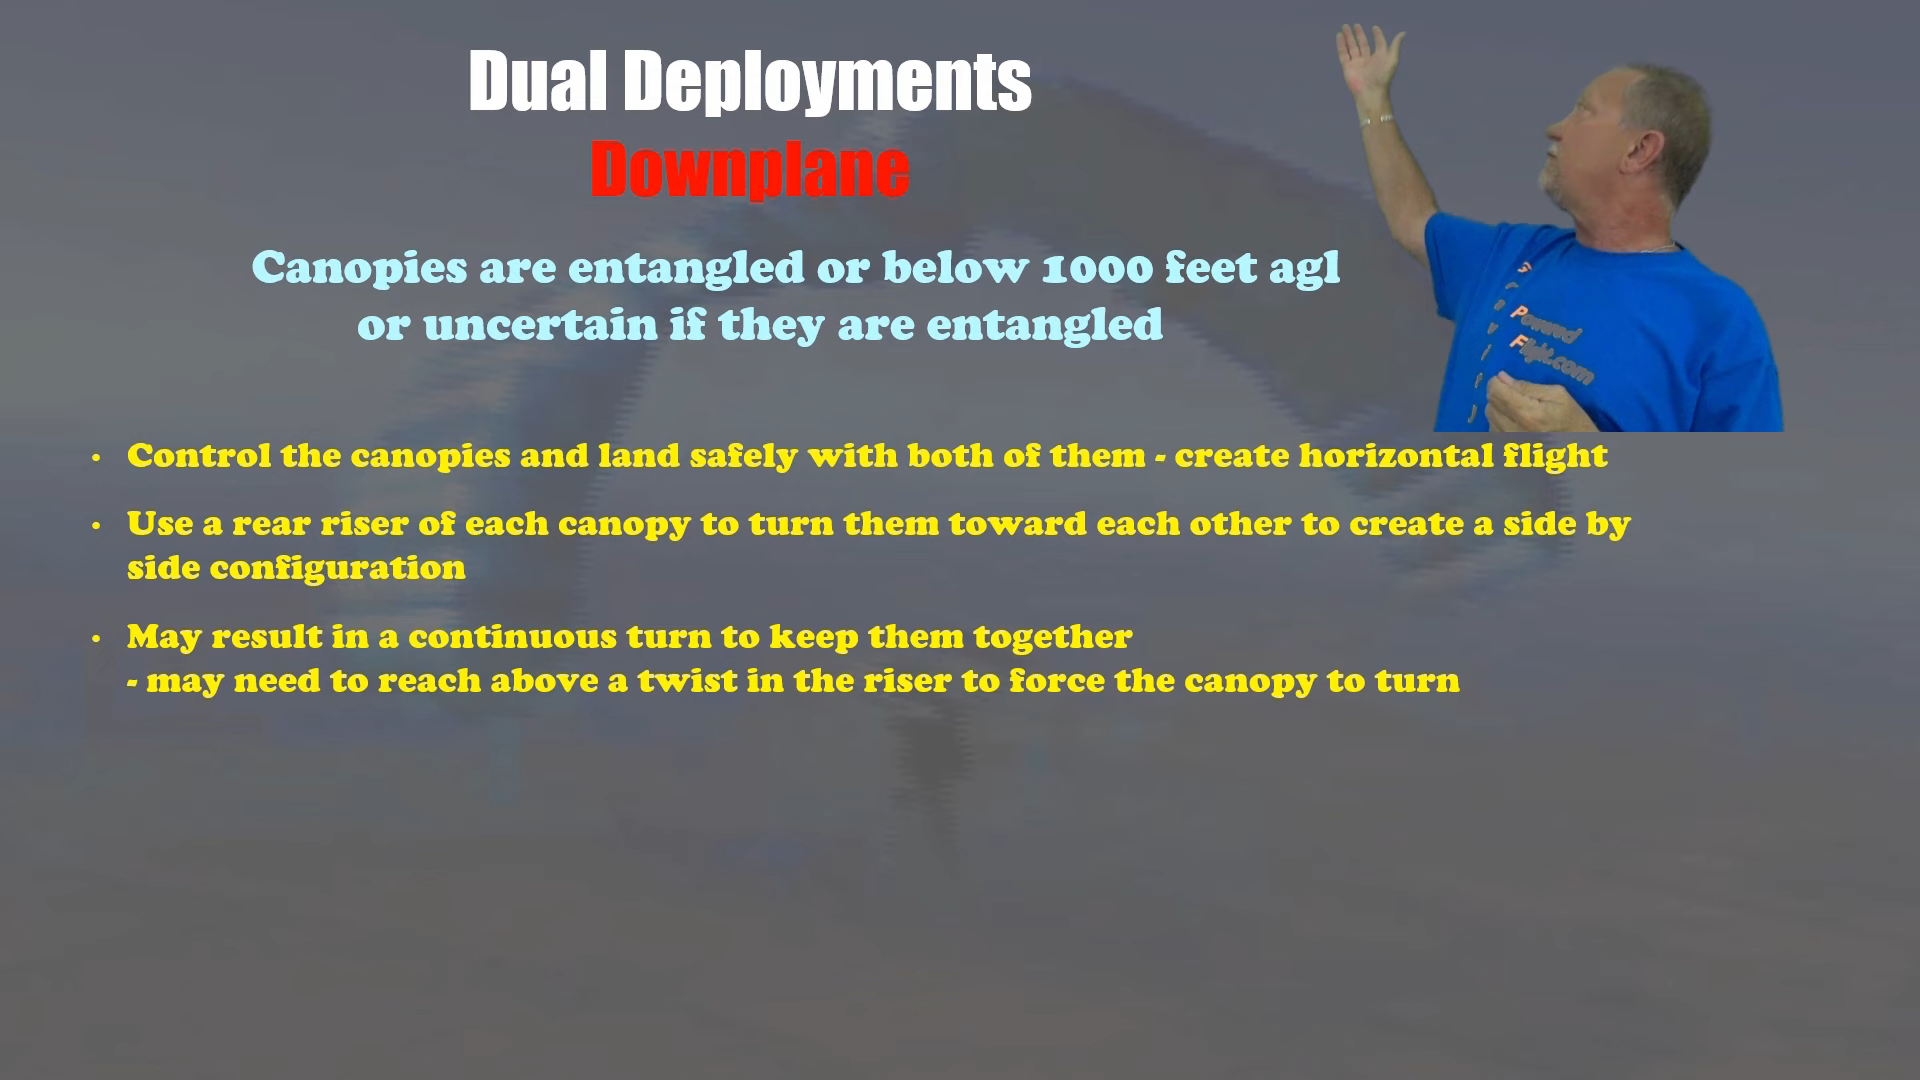 Dual Deployments
Downplane
Canopies are entangled or below 1000 feet agl
or uncertain if they are entangled
• Control the canopies and land safely with both of them - create horizontal flight
• Use a rear riser of each canopy to turn them toward each other to create a side by
side configuration
• May result in a continuous turn to keep them together
- may need to reach above a twist in the riser to force the canopy to turn
Powered
Flight.com